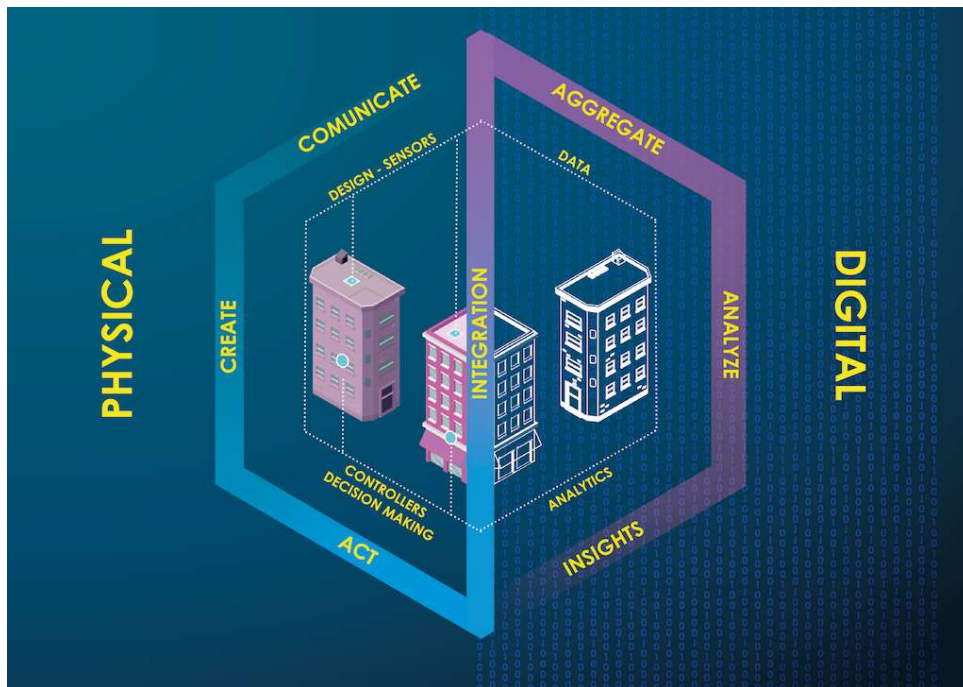 COMUNICATE
AGGREGATE
DESIGN - SENSORS
DATA
PHYSICAL
CREATE
INTEGRATION
ANALYZE
DIGITAL
CONTROLLERS
DECISION MAKING
ANALYTICS
ACT
INSIGHTS